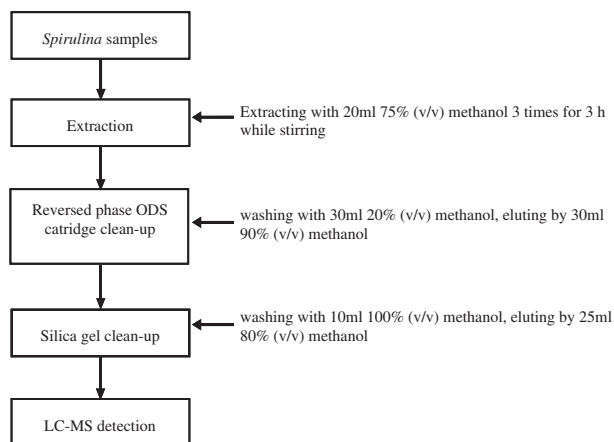 Spirulina samples
Extraction
Extracting with 20ml 75% (v/v) methanol 3 times for 3 h
while stirring
Reversed phase ODS
catridge clean-up
washing with 30ml 20% (v/v) methanol, eluting by 30ml
90% (v/v) methanol
Silica gel clean-up
washing with 10ml 100% (v/v) methanol, eluting by 25ml
80% (v/v) methanol
LC-MS detection